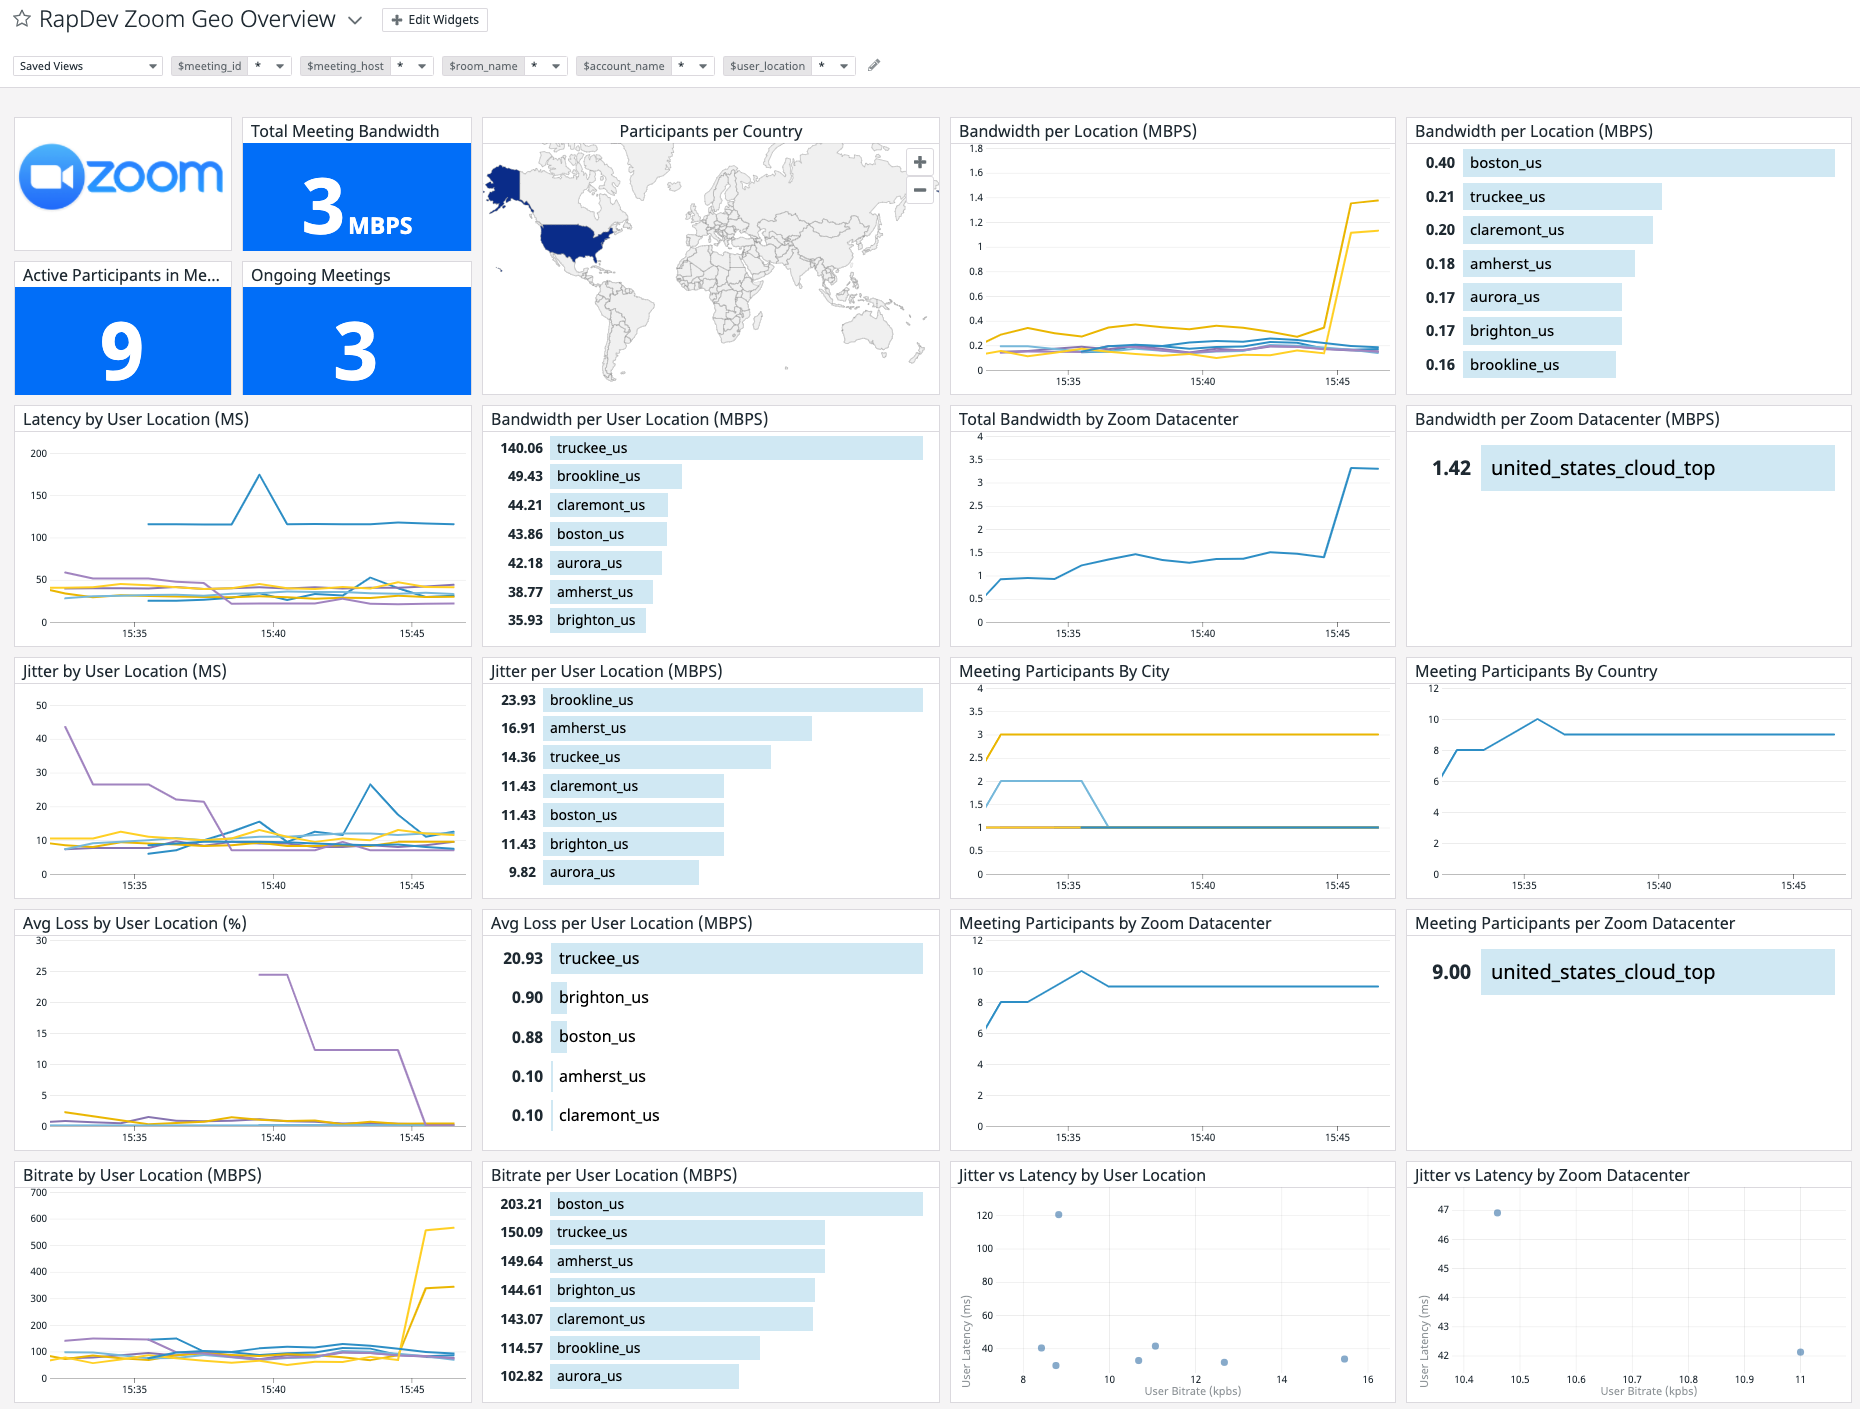 RapDev Zoom Geo Overview
Edit Widgets
Saved Views
$meeting_id *
$meeting_host *
$room_name *
$account_name *
$user_location *
zoom
Total Meeting Bandwidth
3 MBPS
Active Participants in Me...
9
Ongoing Meetings
3
Participants per Country
+
−
Bandwidth per Location (MBPS)
1.8
1.6
1.4
1.2
1
0.8
0.6
0.4
0.2
0
15:35 15:40 15:45
Bandwidth per Location (MBPS)
0.40 boston_us
0.21 truckee_us
0.20 claremont_us
0.18 amherst_us
0.17 aurora_us
0.17 brighton_us
0.16 brookline_us
Latency by User Location (MS)
200
150
100
50
0
15:35 15:40 15:45
Bandwidth per User Location (MBPS)
140.06 truckee_us
49.43 brookline_us
44.21 claremont_us
43.86 boston_us
42.18 aurora_us
38.77 amherst_us
35.93 brighton_us
Total Bandwidth by Zoom Datacenter
4
3.5
3
2.5
2
1.5
1
0.5
0
15:35 15:40 15:45
Bandwidth per Zoom Datacenter (MBPS)
1.42 united_states_cloud_top
Jitter by User Location (MS)
50
40
30
20
10
0
15:35 15:40 15:45
Jitter per User Location (MBPS)
23.93 brookline_us
16.91 amherst_us
14.36 truckee_us
11.43 claremont_us
11.43 boston_us
11.43 brighton_us
9.82 aurora_us
Meeting Participants By City
4
3.5
3
2.5
2
1.5
1
0.5
0
15:35 15:40 15:45
Meeting Participants By Country
12
10
8
6
4
2
0
15:35 15:40 15:45
Avg Loss by User Location (%)
30
25
20
15
10
5
0
15:35 15:40 15:45
Avg Loss per User Location (MBPS)
20.93 truckee_us
0.90 brighton_us
0.88 boston_us
0.10 amherst_us
0.10 claremont_us
Meeting Participants by Zoom Datacenter
12
10
8
6
4
2
0
15:35 15:40 15:45
Meeting Participants per Zoom Datacenter
9.00 united_states_cloud_top
Bitrate by User Location (MBPS)
700
600
500
400
300
200
100
0
15:35 15:40 15:45
Bitrate per User Location (MBPS)
203.21 boston_us
150.09 truckee_us
149.64 amherst_us
144.61 brighton_us
143.07 claremont_us
114.57 brookline_us
102.82 aurora_us
Jitter vs Latency by User Location
User Latency (ms)
120
100
80
60
40
8 10 12 14 16
User Bitrate (kpbs)
Jitter vs Latency by Zoom Datacenter
User Latency (ms)
47
46
45
44
43
42
10.4 10.5 10.6 10.7 10.8 10.9 11
User Bitrate (kpbs)